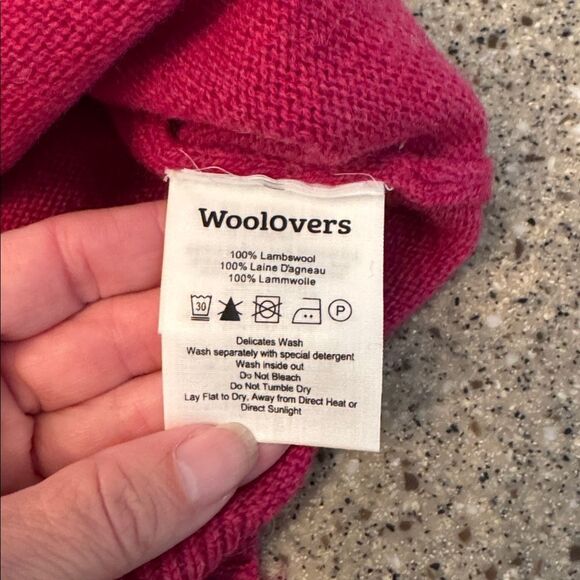 WoolOvers
100% Lambswool
100% Laine D'agneau
100% Lammwolle
30 P
Delicates Wash
Wash separately with special detergent
Wash inside out
Do Not Bleach
Do Not Tumble Dry
Lay Flat to Dry, Away from Direct Heat or
Direct Sunlight